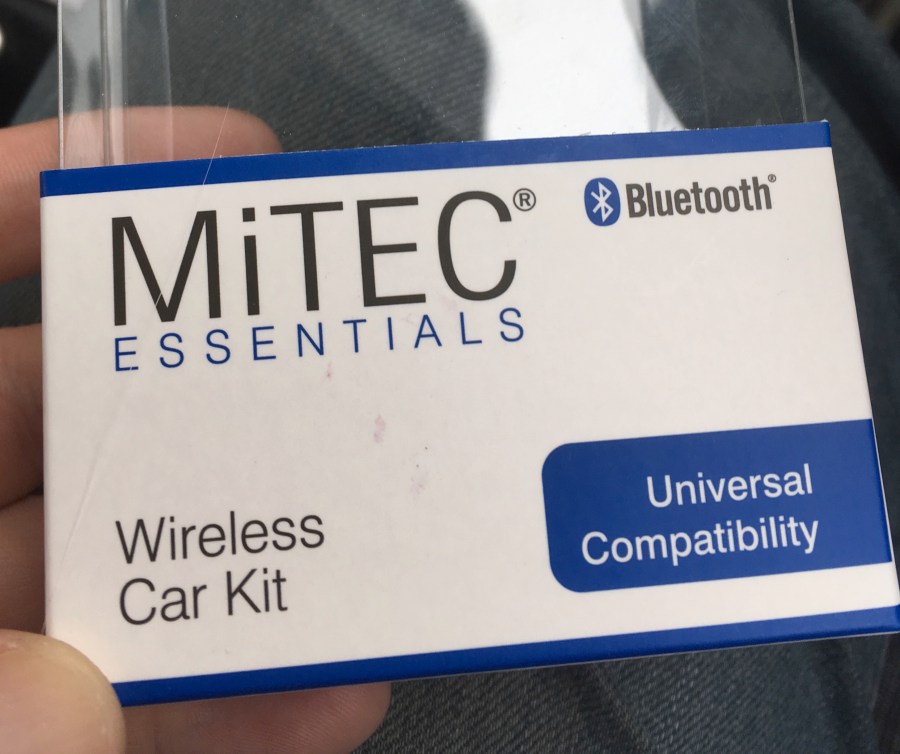 MiTEC®
Bluetooth®
ESSENTIALS
Wireless
Car Kit
Universal
Compatibility